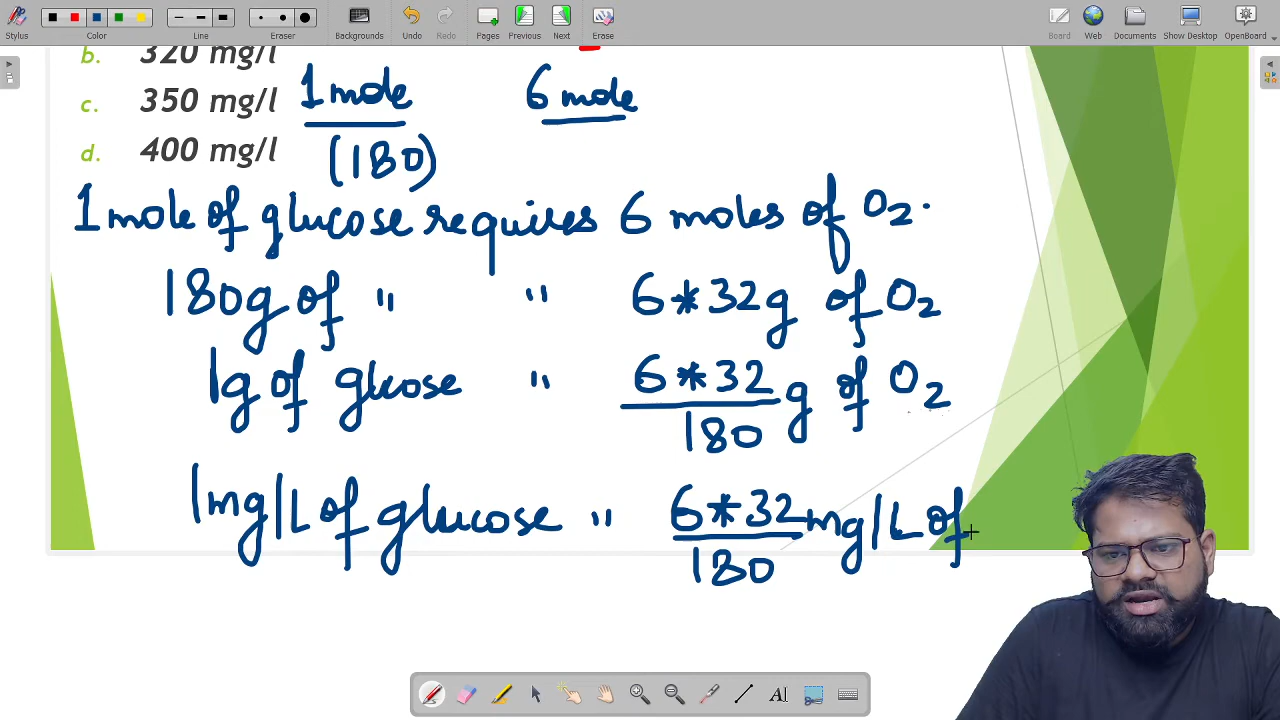 Stylus Color Line Eraser Backgrounds Undo Redo Pages Previous Next Erase Board Web Documents Show Desktop OpenBoard
b. 320 mg/l
c. 350 mg/l 1 mole 6 mole
d. 400 mg/l (180)
1 mole of glucose requires 6 moles of O2.
180g of " " 6*32g of O2
1g of glucose " 6*32/180 g of O2
1mg/L of glucose " 6*32/180 mg/L of